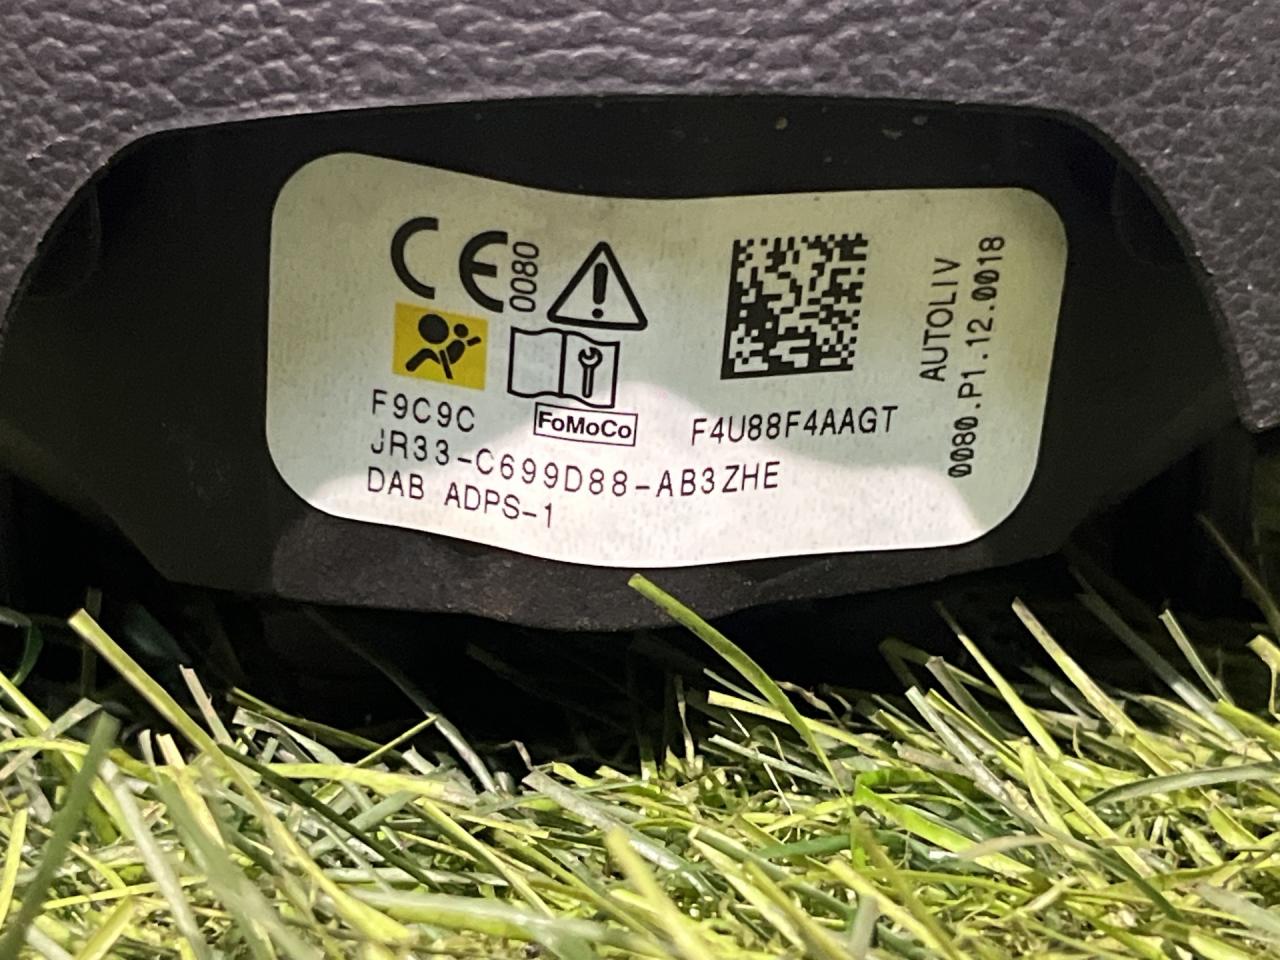 CE 0080
F9C9C
FoMoCo
F4U88F4AAGT
JR33-C699D88-AB3ZHE
DAB ADPS-1
AUTOLIV
0080.P1.12.0018